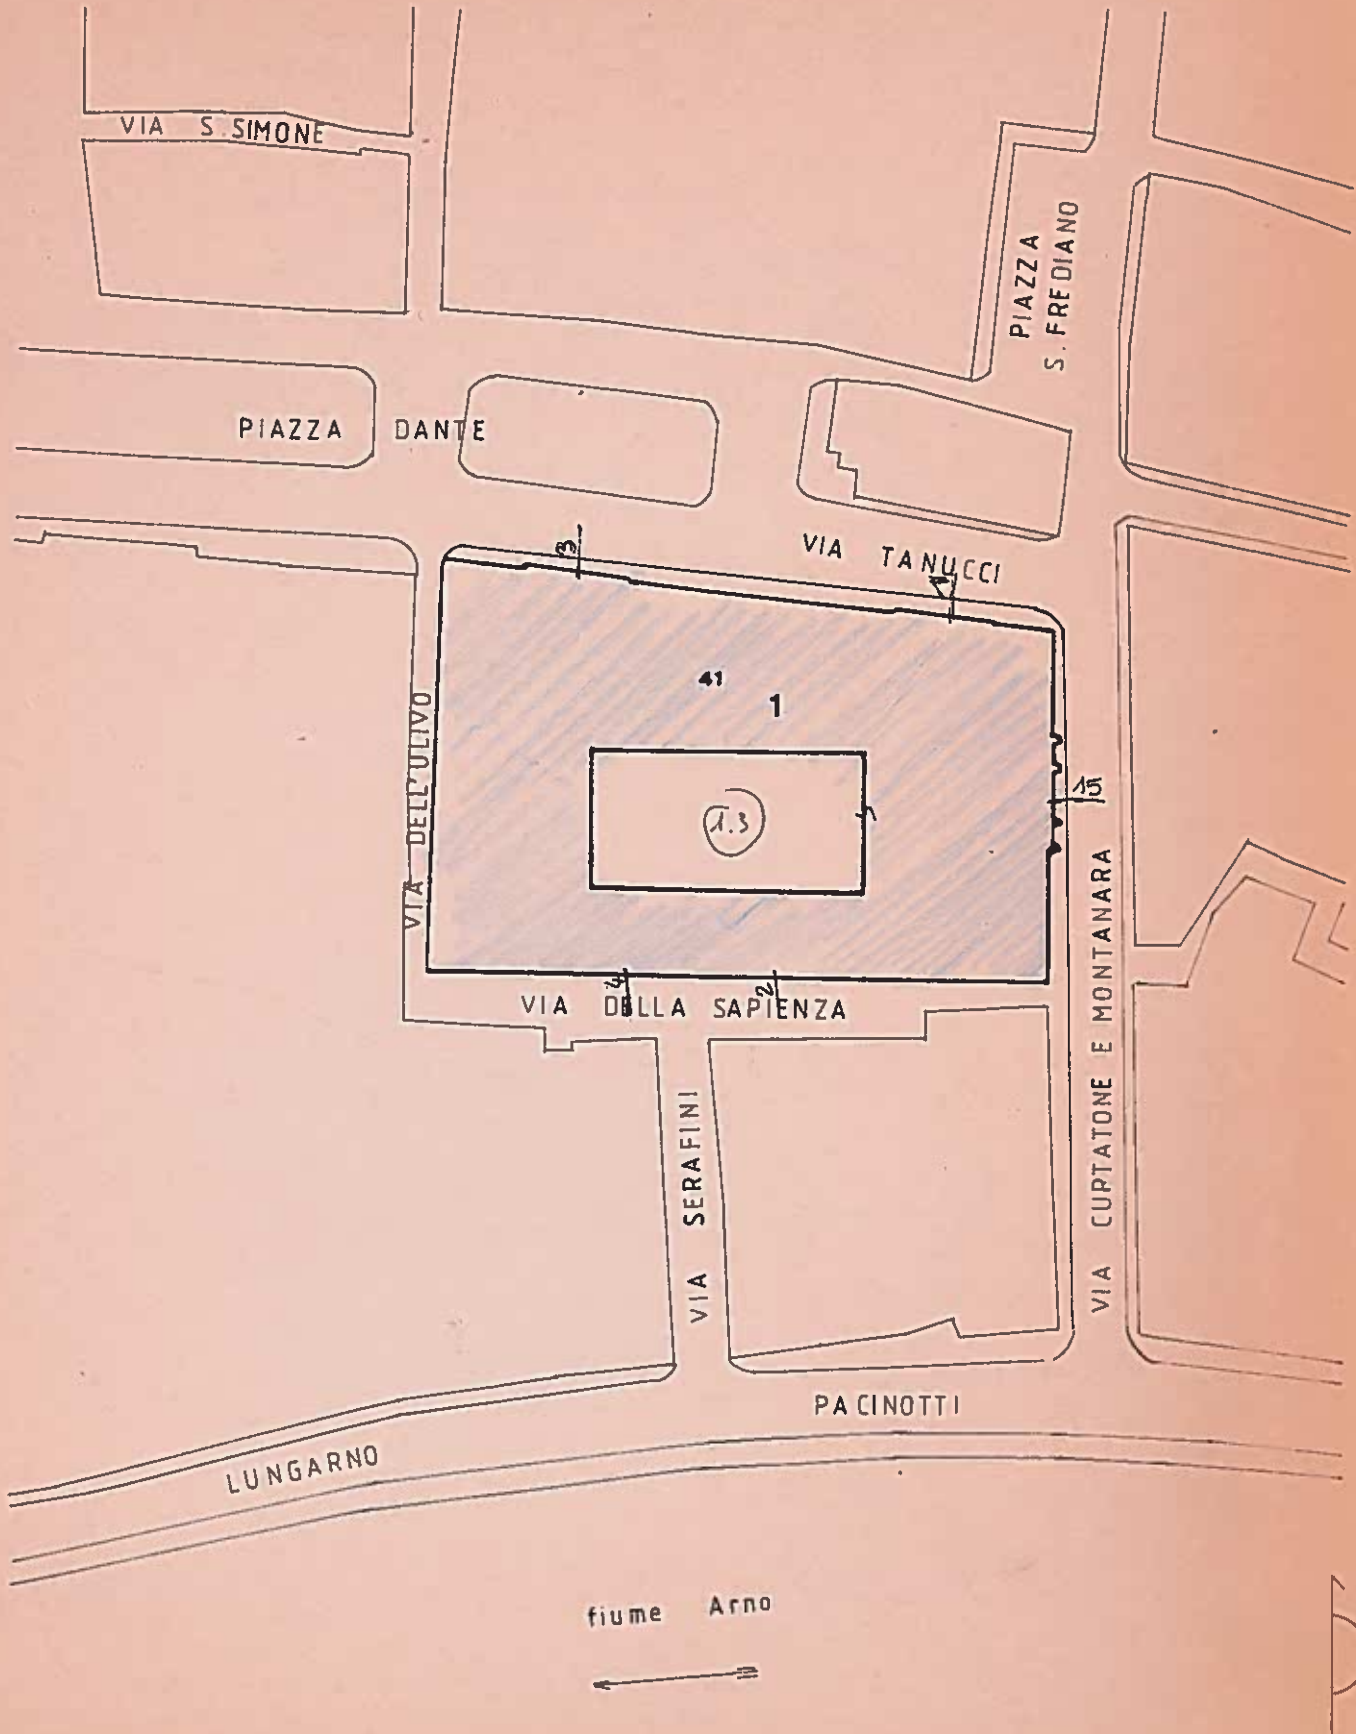 VIA S. SIMONE
PIAZZA
S. FREDIANO
PIAZZA DANTE
3
VIA TANUCCI
41
1
VIA DELL'ULIVO
1.3
15
VIA DELLA SAPIENZA
4
2
VIA CURTATONE E MONTANARA
VIA SERAFINI
LUNGARNO
PACINOTTI
fiume Arno